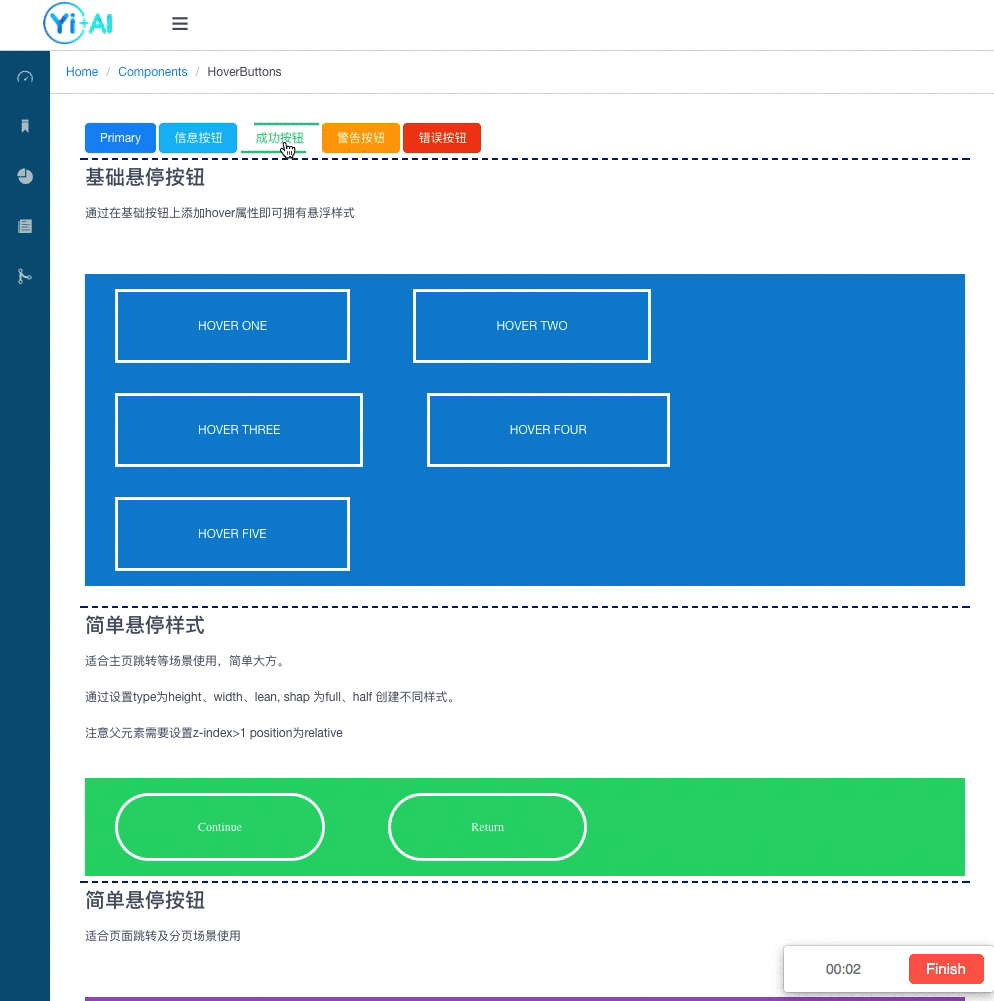 Yi+AI
Home / Components / HoverButtons
Primary 信息按钮 成功按钮 警告按钮 错误按钮
基础悬停按钮
通过在基础按钮上添加hover属性即可拥有悬浮样式
HOVER ONE HOVER TWO
HOVER THREE HOVER FOUR
HOVER FIVE
简单悬停样式
适合主页跳转等场景使用，简单大方。
通过设置type为height、width、lean, shap 为full、half 创建不同样式。
注意父元素需要设置z-index>1 position为relative
Continue Return
简单悬停按钮
适合页面跳转及分页场景使用
00:02 Finish